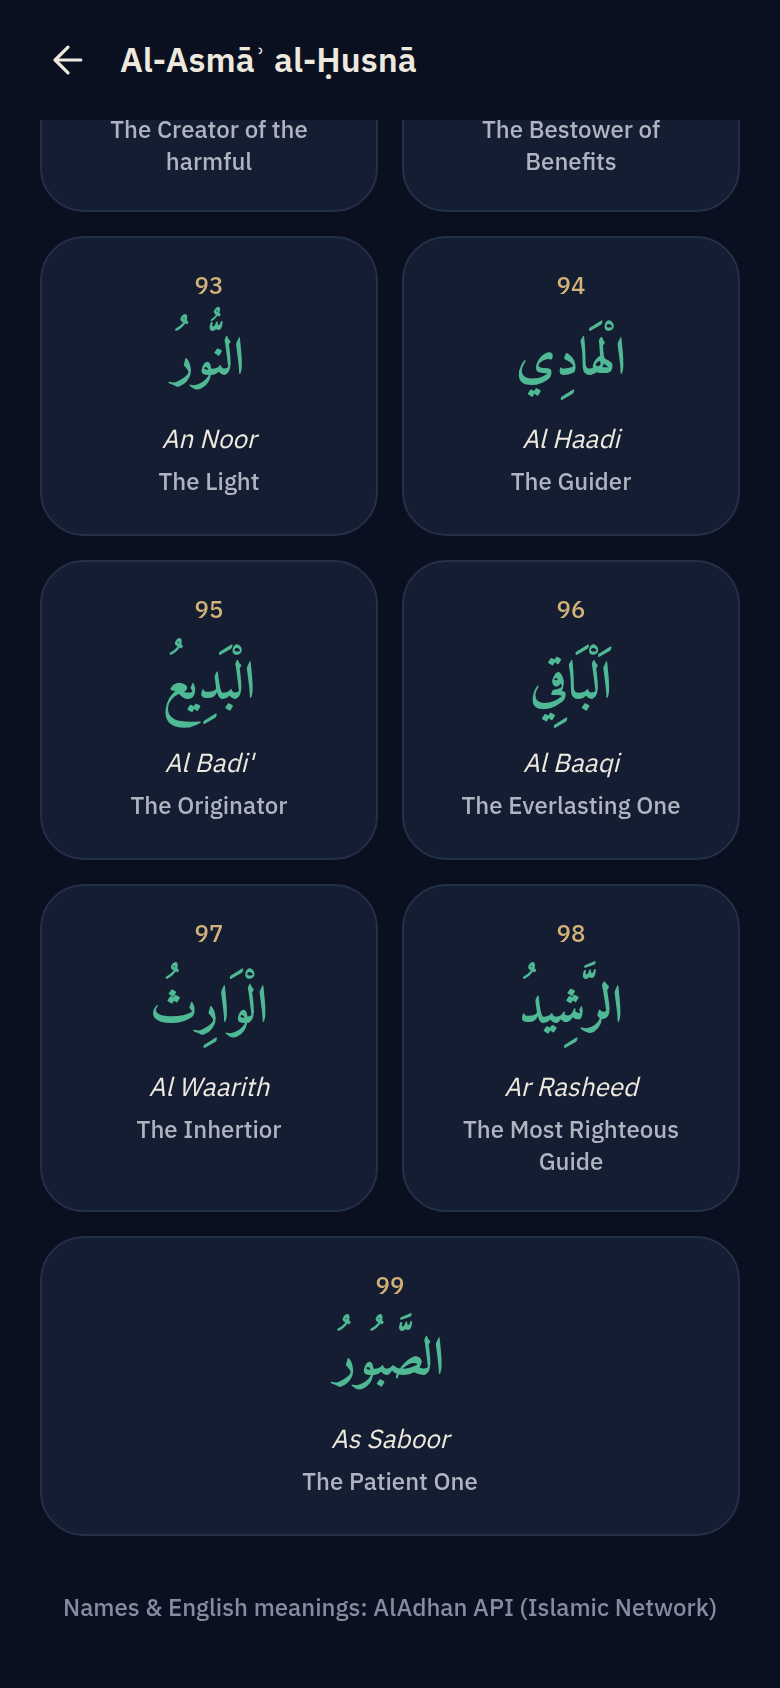 Al-Asmāʾ al-Ḥusnā
The Creator of the
harmful
The Bestower of
Benefits
93
النُّورُ
An Noor
The Light
94
الْهَادِي
Al Haadi
The Guider
95
الْبَدِيعُ
Al Badi'
The Originator
96
اَلْبَاقِي
Al Baaqi
The Everlasting One
97
الْوَارِثُ
Al Waarith
The Inhertior
98
الرَّشِيدُ
Ar Rasheed
The Most Righteous
Guide
99
الصَّبُورُ
As Saboor
The Patient One
Names & English meanings: AlAdhan API (Islamic Network)